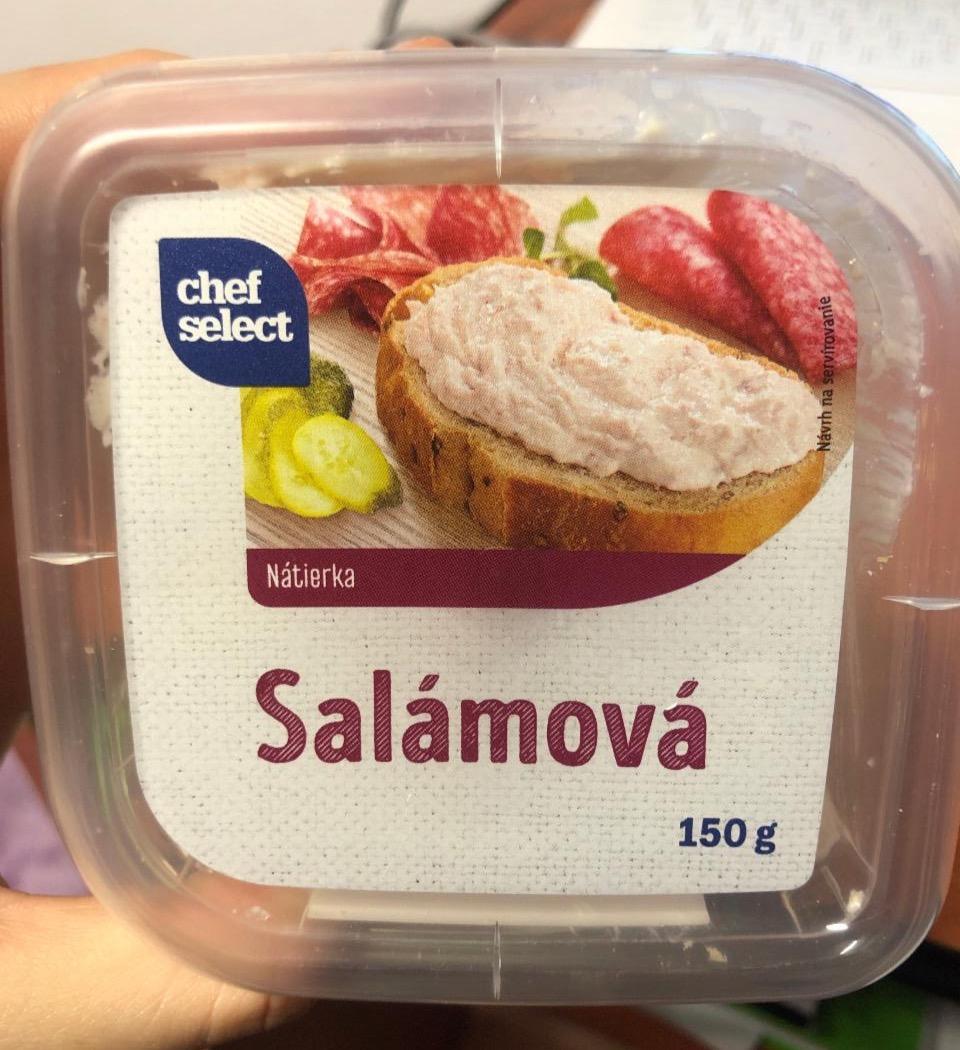 chef
select
Návrh na servírovanie
Nátierka
Salámová
150 g